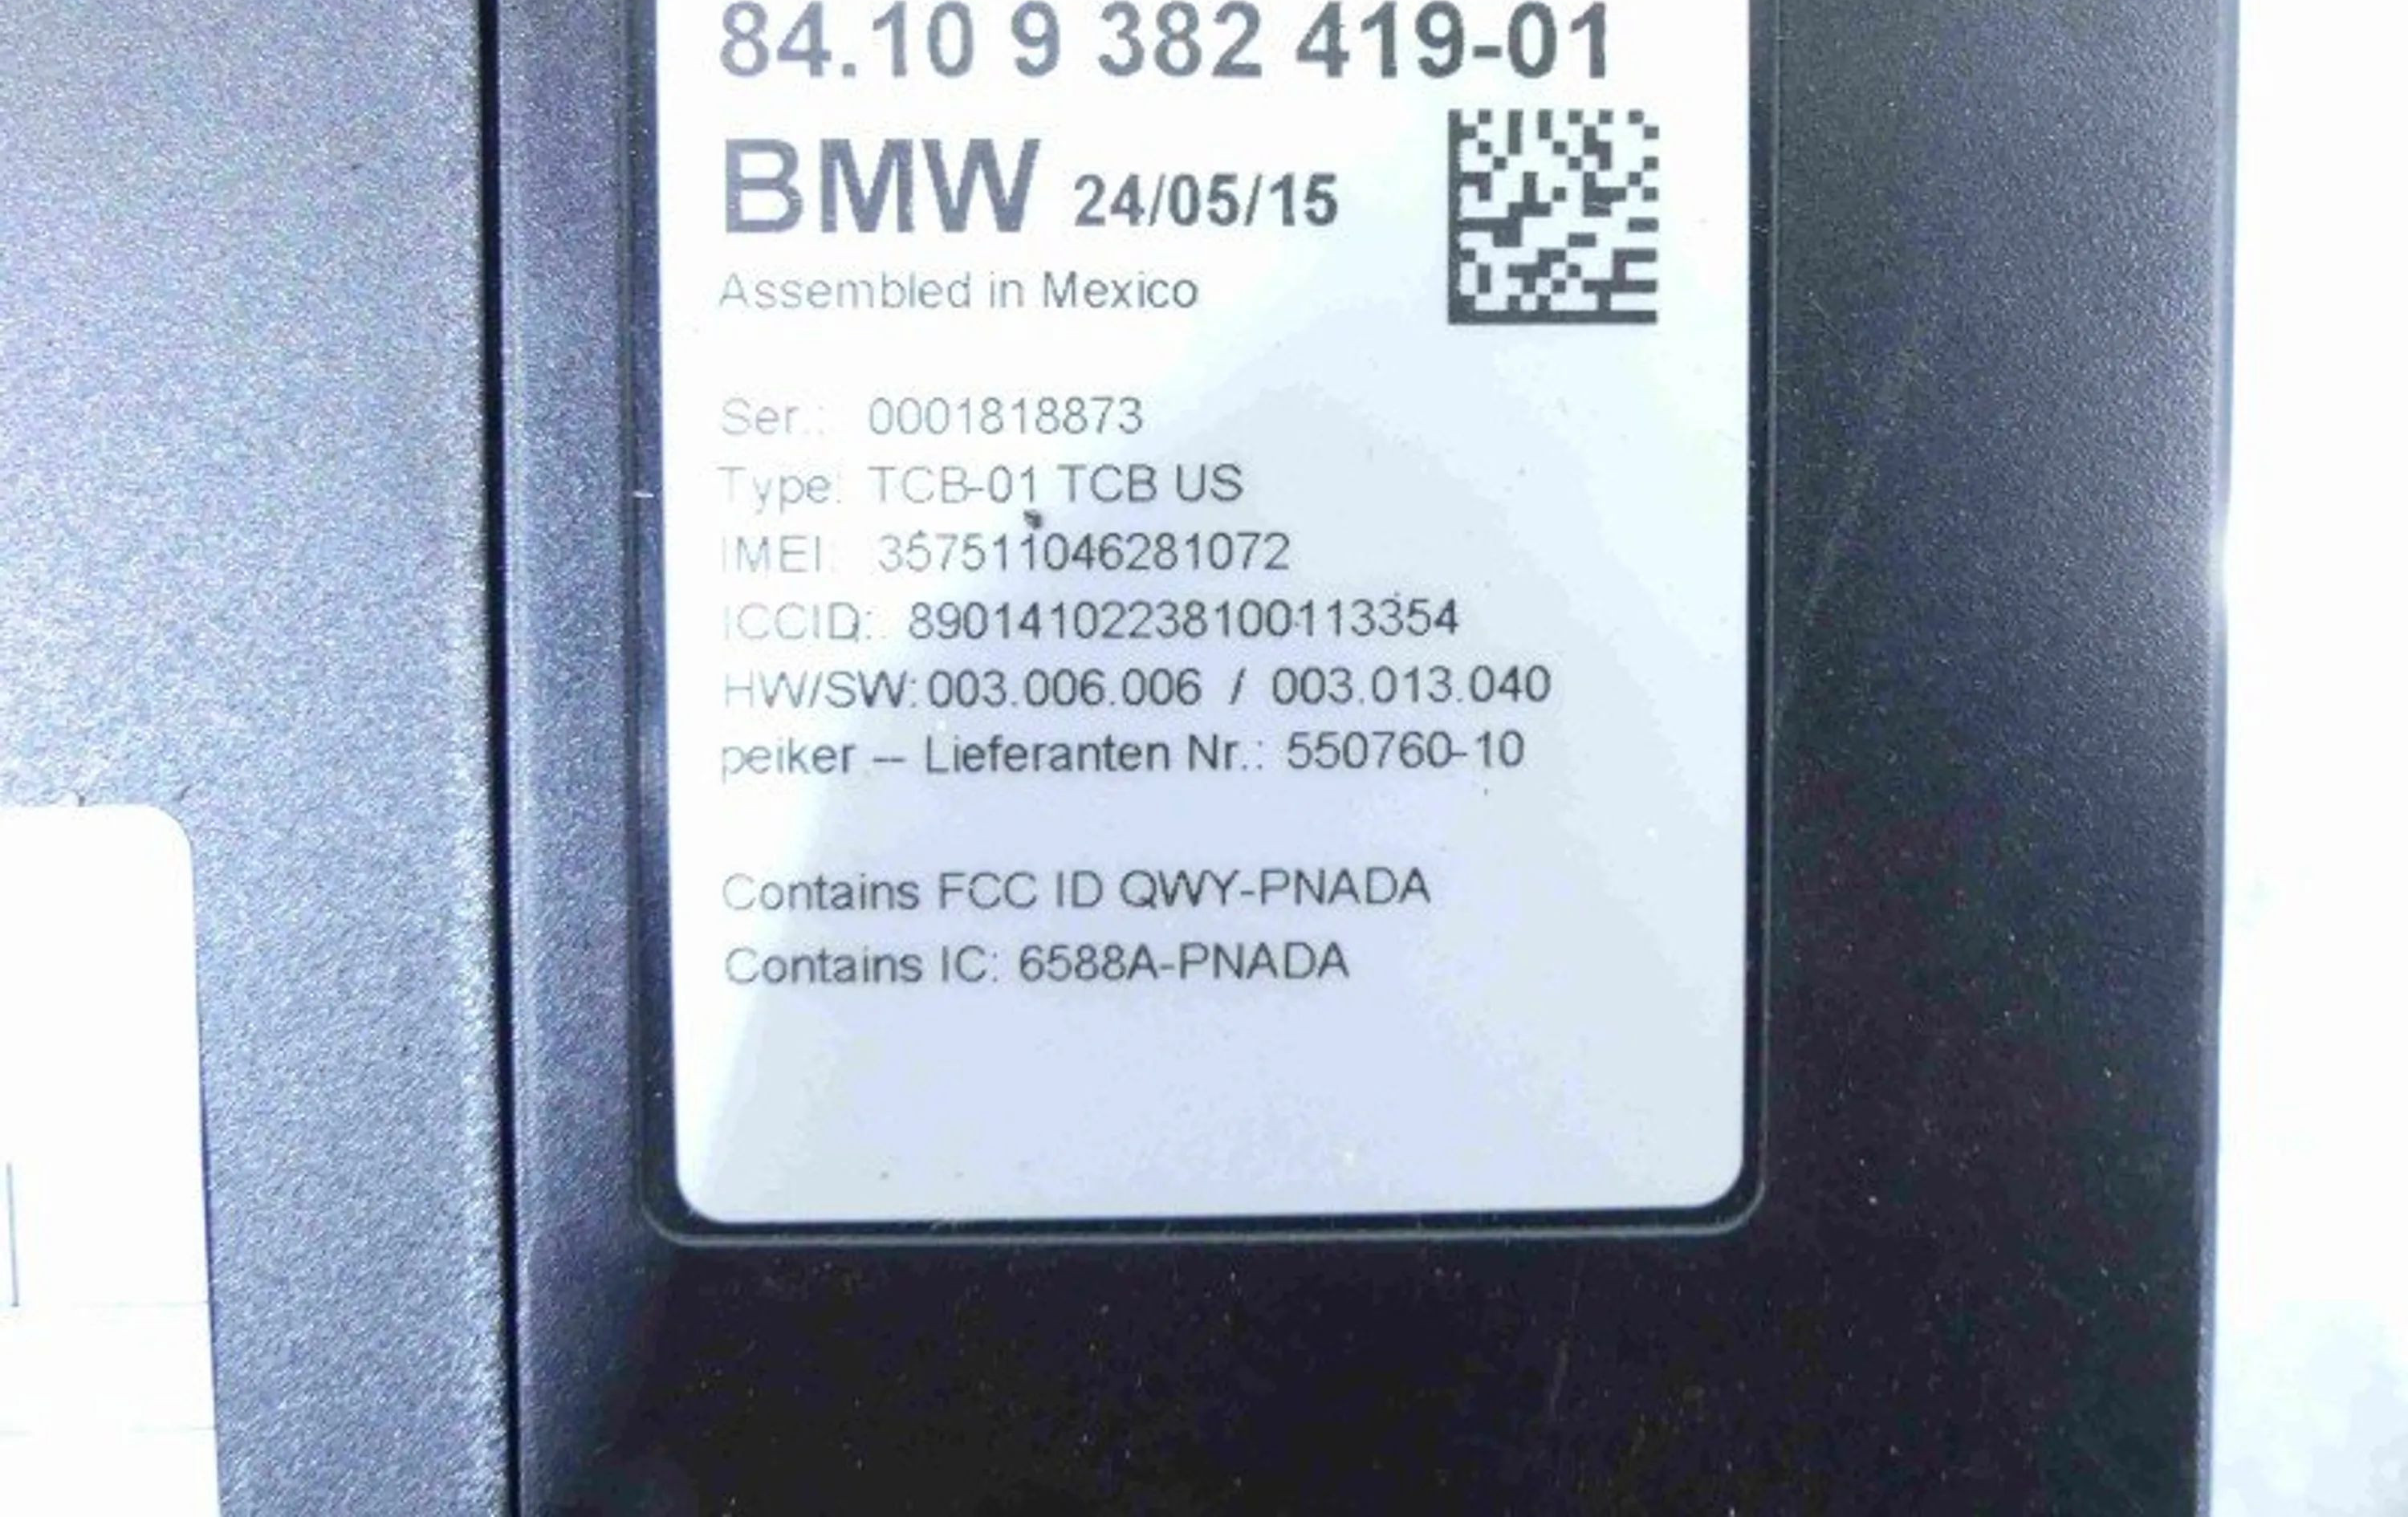 84.10 9 382 419-01
BMW 24/05/15
Assembled in Mexico
Ser.: 0001818873
Type: TCB-01 TCB US
IMEI: 357511046281072
ICCID: 89014102238100113354
HW/SW: 003.006.006 / 003.013.040
peiker -- Lieferanten Nr.: 550760-10
Contains FCC ID QWY-PNADA
Contains IC: 6588A-PNADA